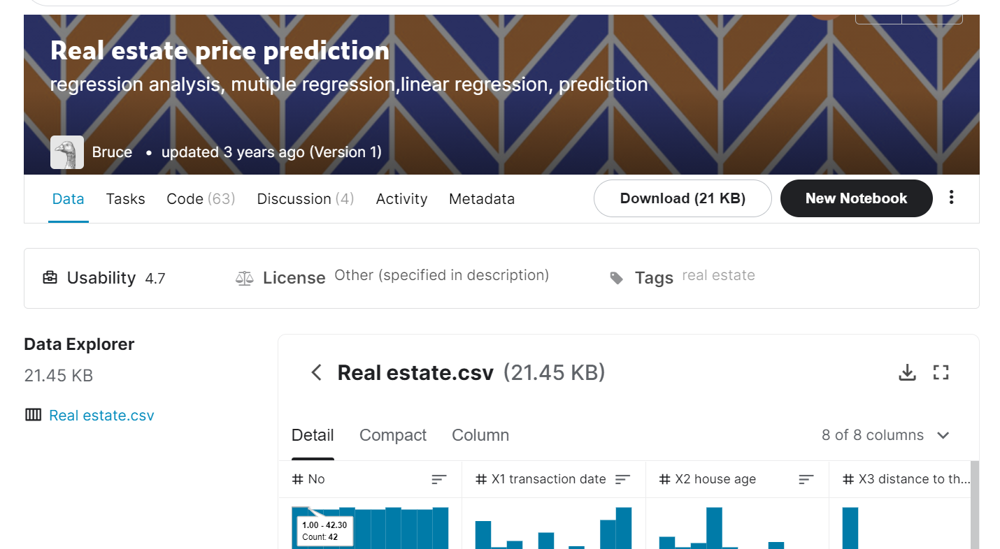 Real estate price prediction
regression analysis, mutiple regression,linear regression, prediction
Bruce • updated 3 years ago (Version 1)
Data Tasks Code (63) Discussion (4) Activity Metadata Download (21 KB) New Notebook
Usability 4.7 License Other (specified in description) Tags real estate
Data Explorer
21.45 KB
Real estate.csv
Real estate.csv (21.45 KB)
Detail Compact Column 8 of 8 columns
# No # X1 transaction date # X2 house age # X3 distance to th...
1.00 - 42.30
Count: 42